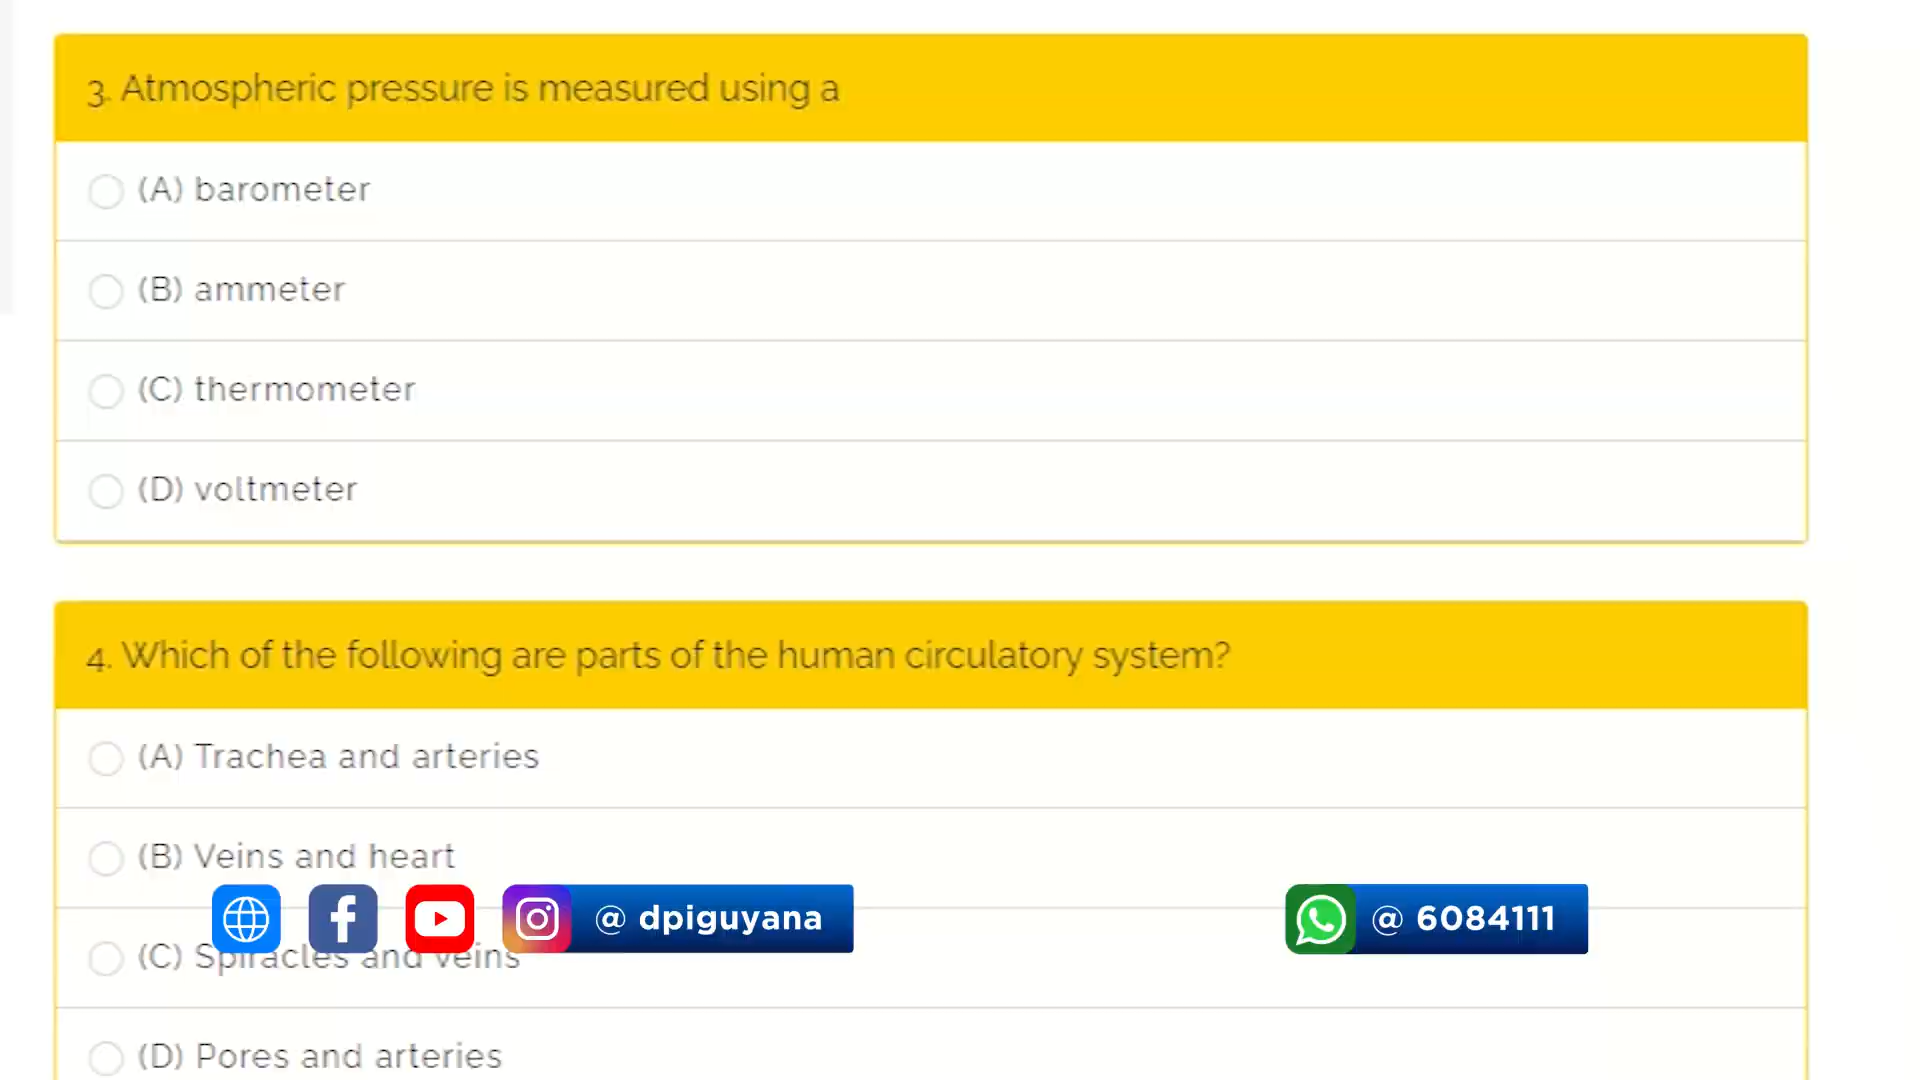 3. Atmospheric pressure is measured using a
(A) barometer
(B) ammeter
(C) thermometer
(D) voltmeter
4. Which of the following are parts of the human circulatory system?
(A) Trachea and arteries
(B) Veins and heart
@ dpiguyana
@ 6084111
(C) Spiracles and veins
(D) Pores and arteries